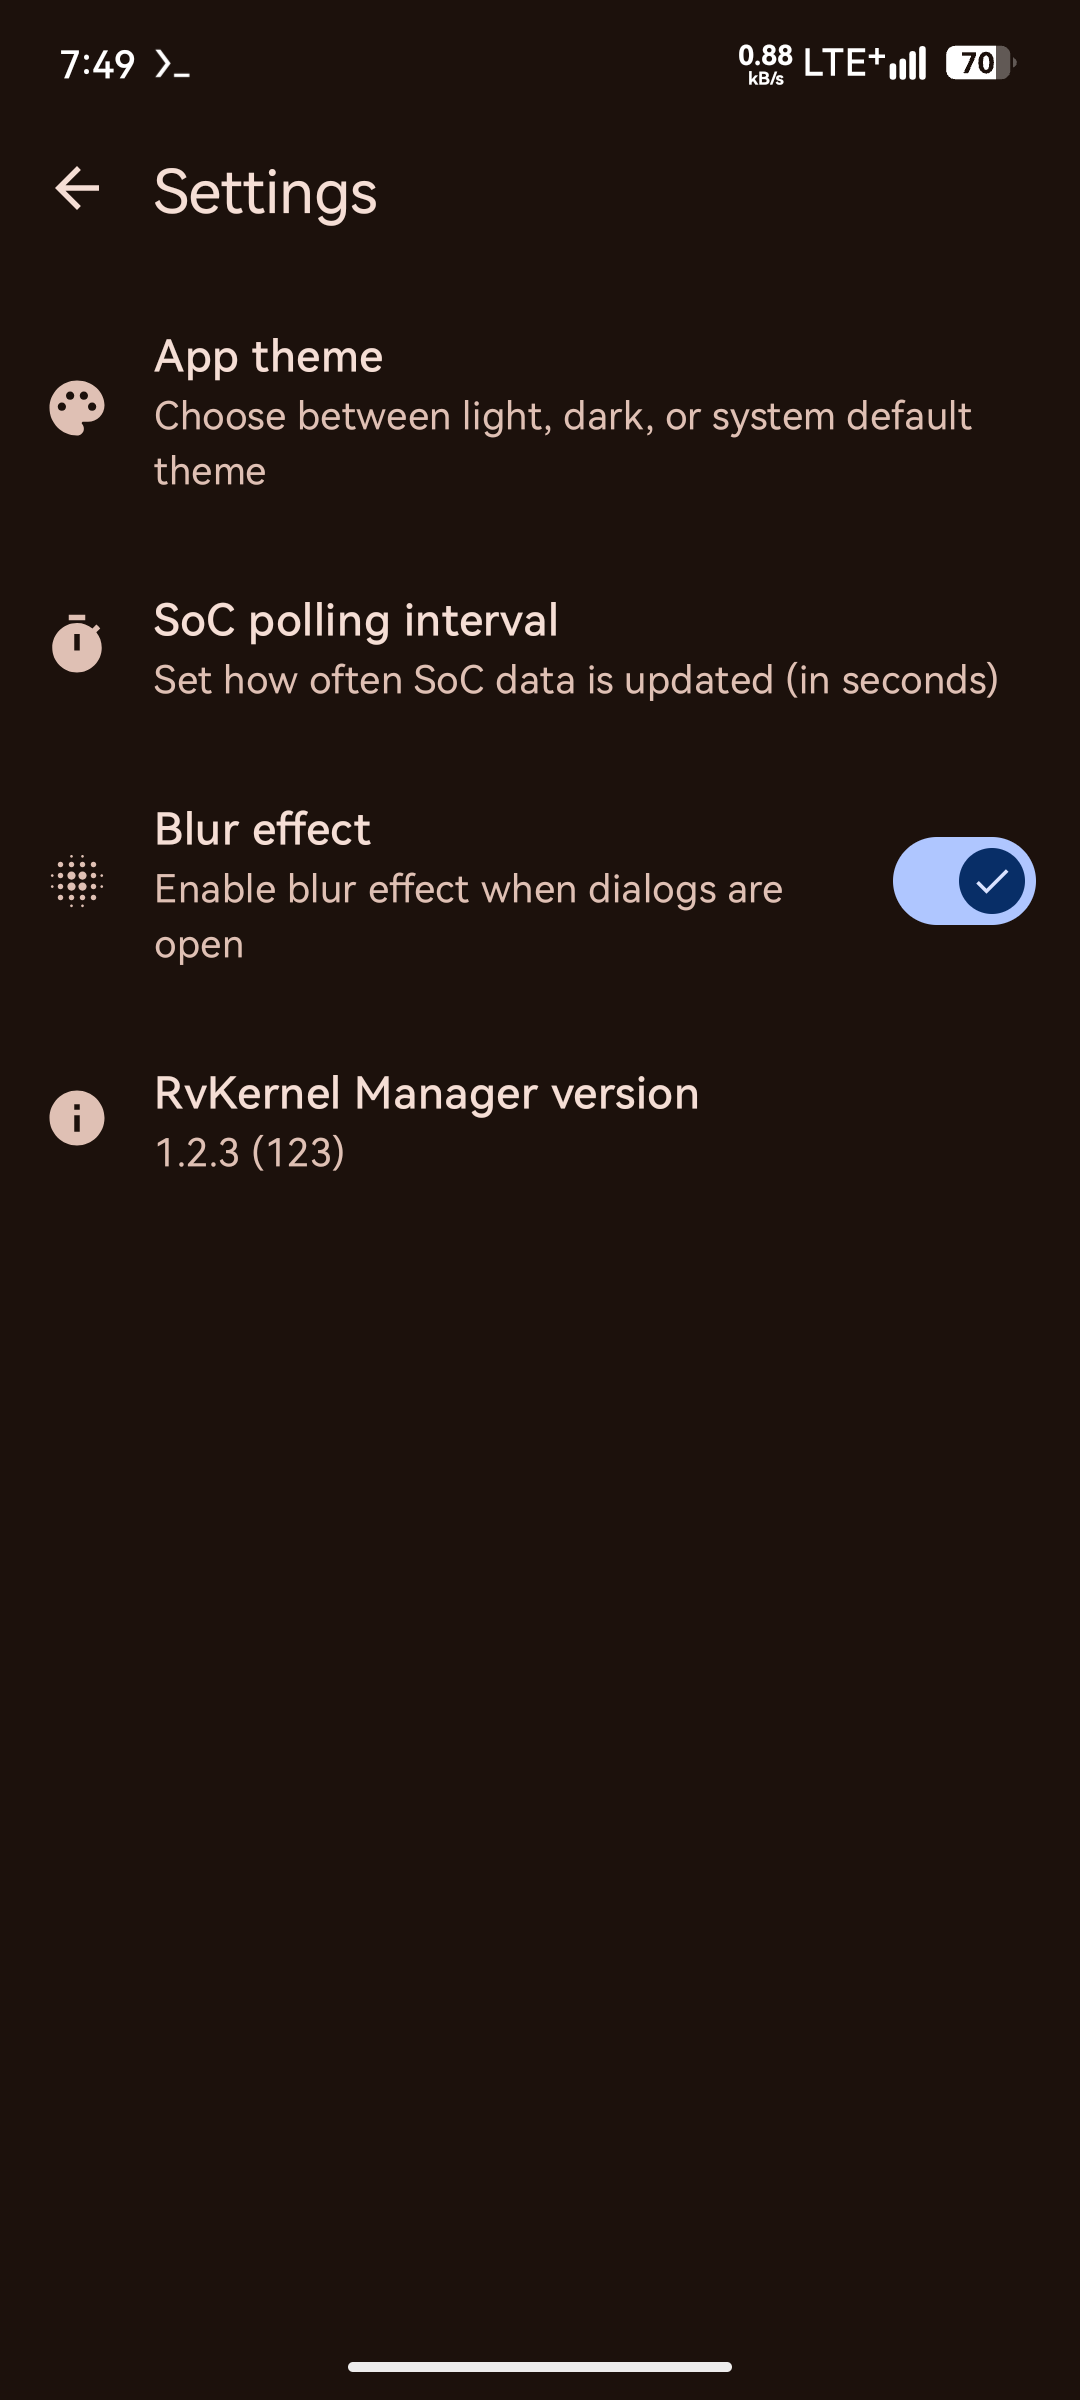 7:49
0.88 kB/s LTE+ 70
Settings
App theme
Choose between light, dark, or system default
theme
SoC polling interval
Set how often SoC data is updated (in seconds)
Blur effect
Enable blur effect when dialogs are
open
RvKernel Manager version
1.2.3 (123)